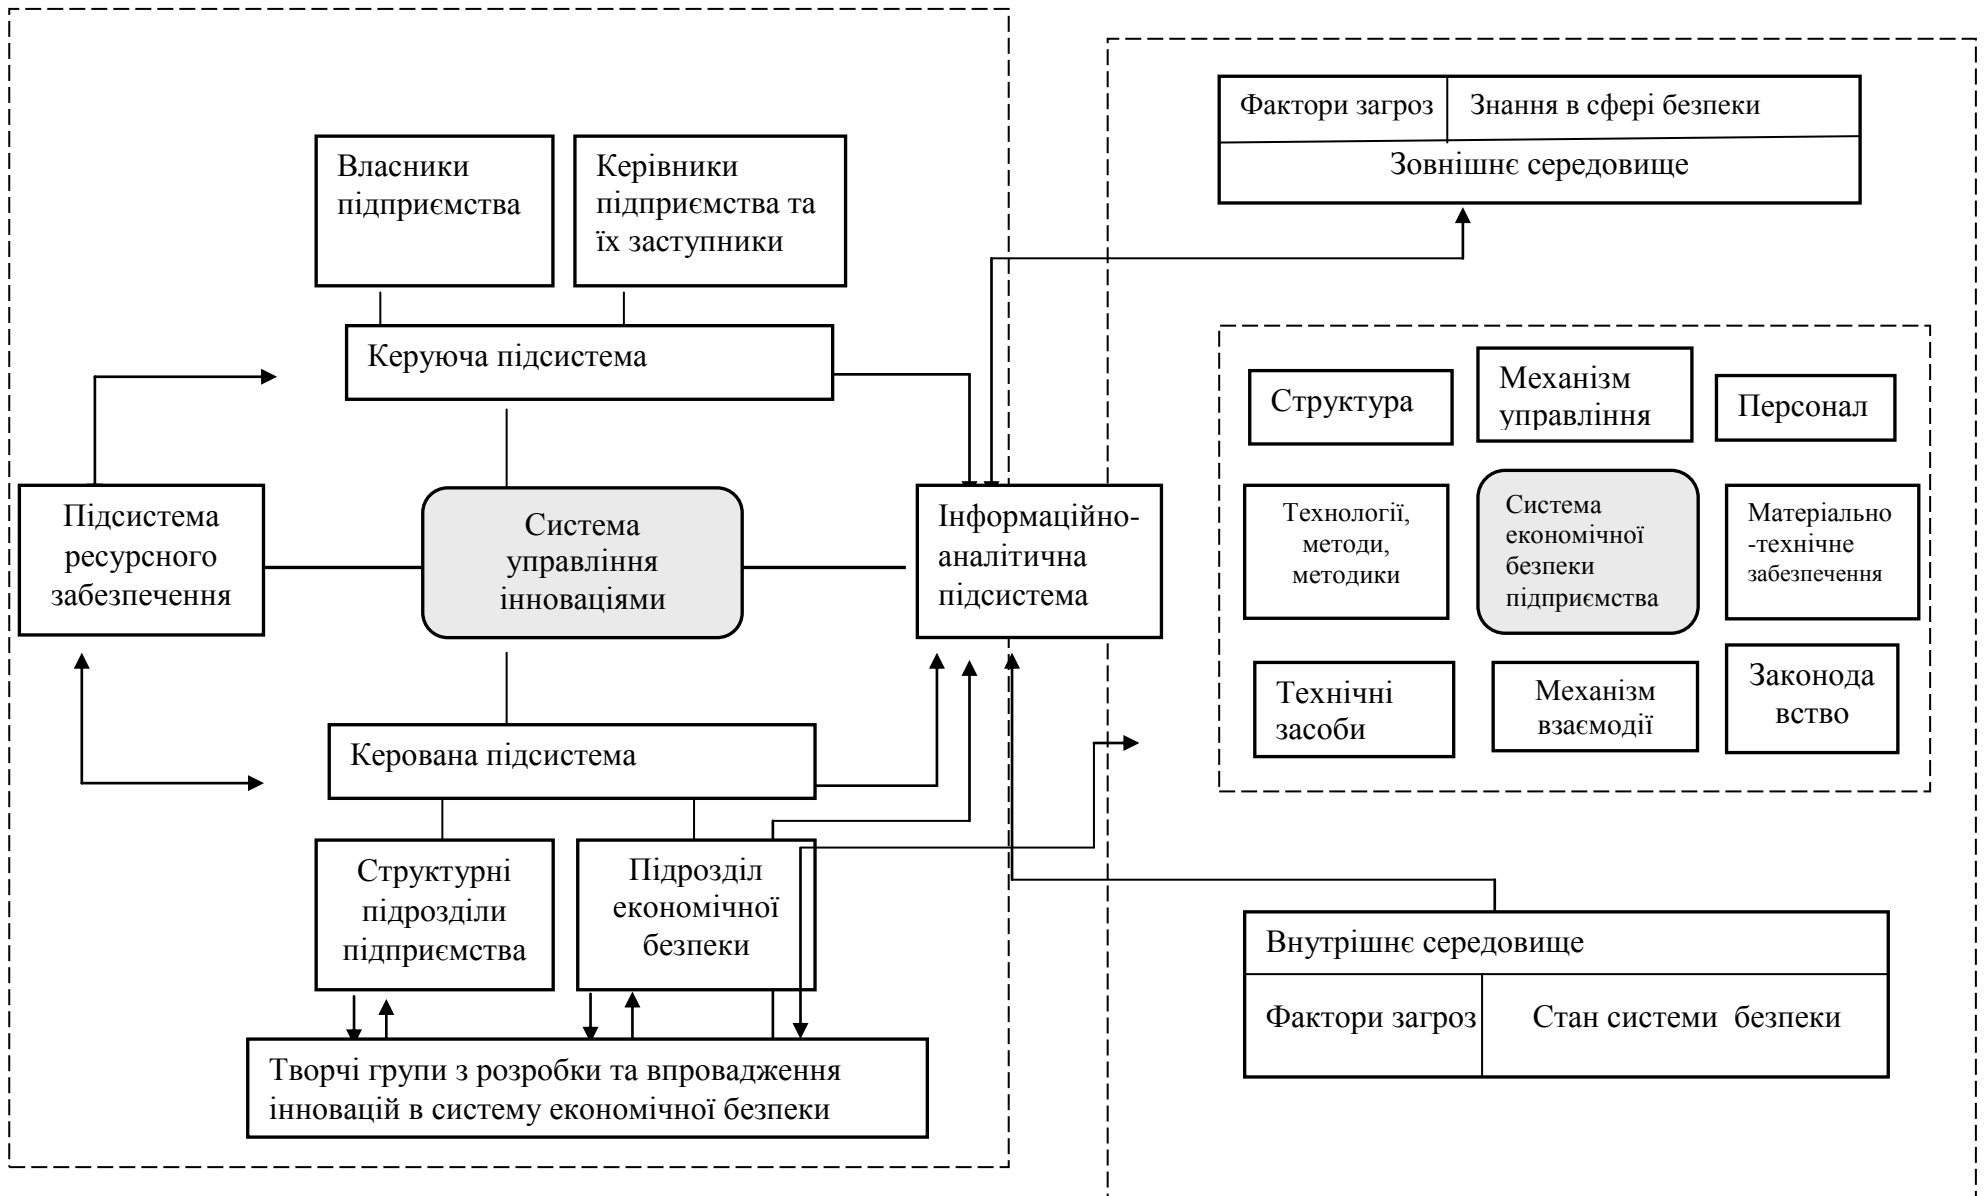 Фактори загроз
Знання в сфері безпеки
Зовнішнє середовище
Власники
підприємства
Керівники
підприємства та
їх заступники
Керуюча підсистема
Підсистема
ресурсного
забезпечення
Система
управління
інноваціями
Інформаційно-
аналітична
підсистема
Керована підсистема
Структурні
підрозділи
підприємства
Підрозділ
економічної
безпеки
Творчі групи з розробки та впровадження
інновацій в систему економічної безпеки
Структура
Механізм
управління
Персонал
Технології,
методи,
методики
Система
економічної
безпеки
підприємства
Матеріально
-технічне
забезпечення
Технічні
засоби
Механізм
взаємодії
Законода
вство
Внутрішнє середовище
Фактори загроз
Стан системи безпеки